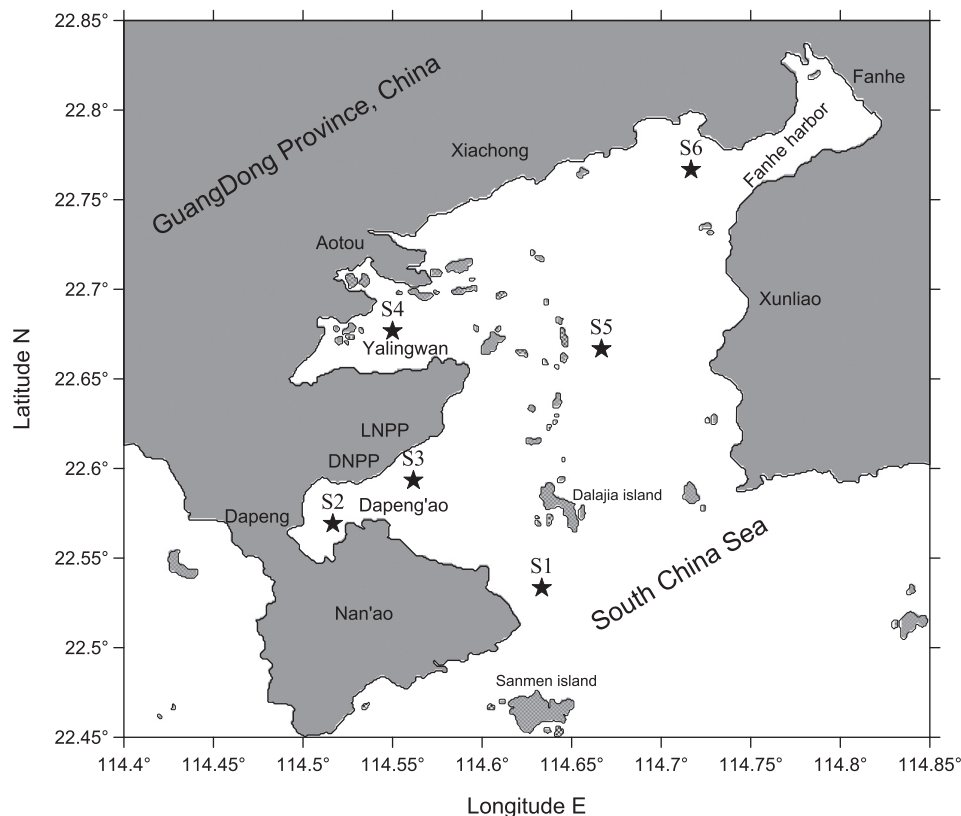 22.85°
22.8°
22.75°
22.7°
22.65°
22.6°
22.55°
22.5°
22.45°
Latitude N
GuangDong Province, China
Fanhe
Fanhe harbor
Xiachong
S6
Aotou
Xunliao
S4
Yalingwan
S5
LNPP
DNPP
S3
S2
Dapeng'ao
Dapeng
Dalajia island
S1
South China Sea
Nan'ao
Sanmen island
114.4° 114.45° 114.5° 114.55° 114.6° 114.65° 114.7° 114.75° 114.8° 114.85°
Longitude E